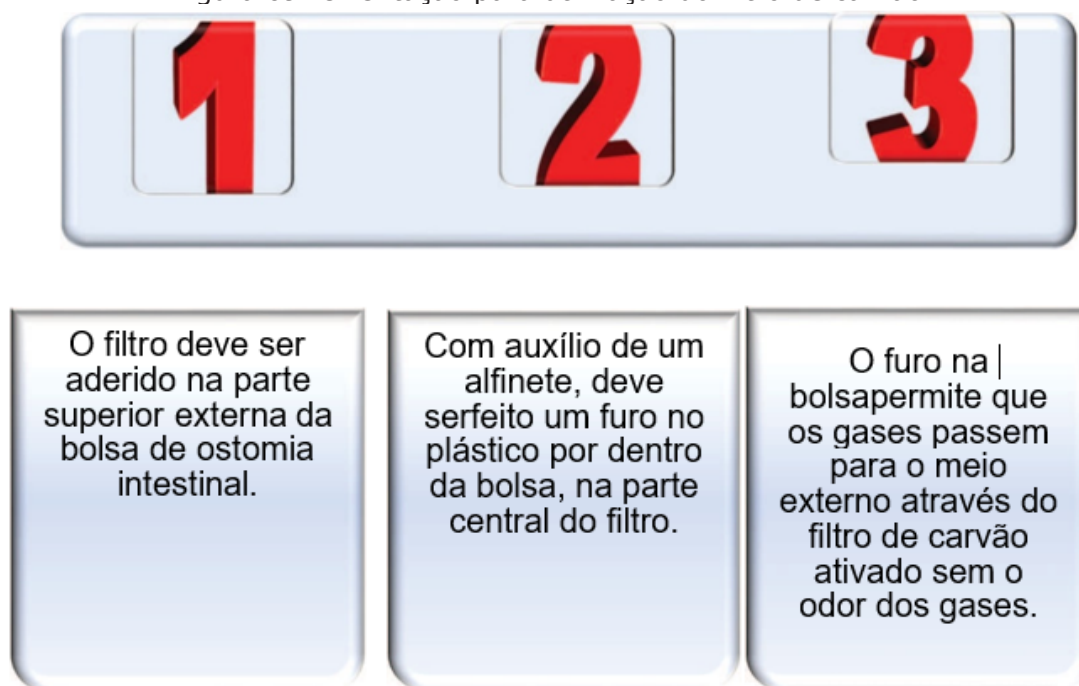 1
2
3
O filtro deve ser
aderido na parte
superior externa da
bolsa de ostomia
intestinal.
Com auxílio de um
alfinete, deve
serfeito um furo no
plástico por dentro
da bolsa, na parte
central do filtro.
O furo na
bolsapermite que
os gases passem
para o meio
externo através do
filtro de carvão
ativado sem o
odor dos gases.